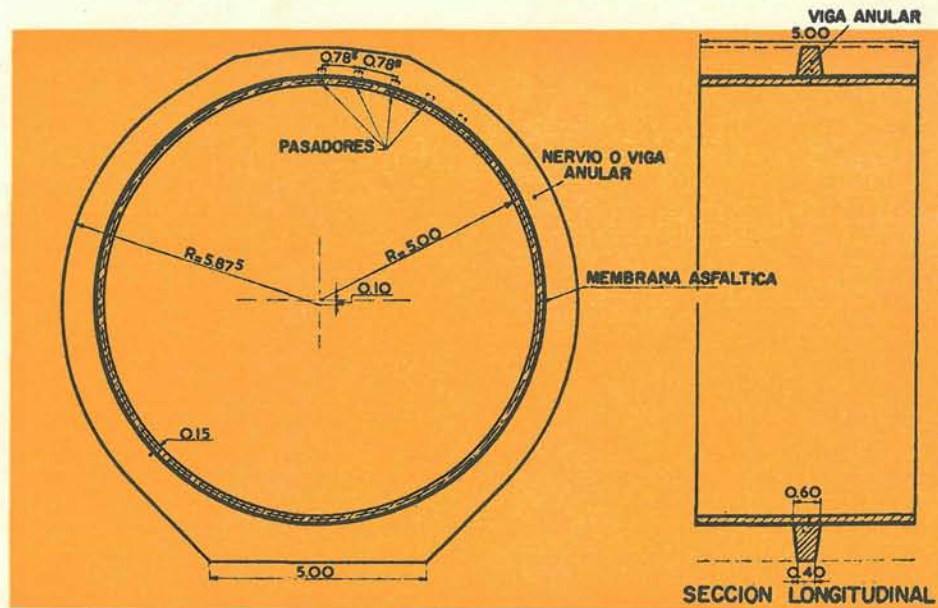 VIGA ANULAR
5.00
0.78⁵ 0.78⁵
PASADORES
NERVIO O VIGA
ANULAR
R=5.87⁵
R=5.00
0.10
MEMBRANA ASFALTICA
0.15
5.00
0.60
0.40
SECCION LONGITUDINAL